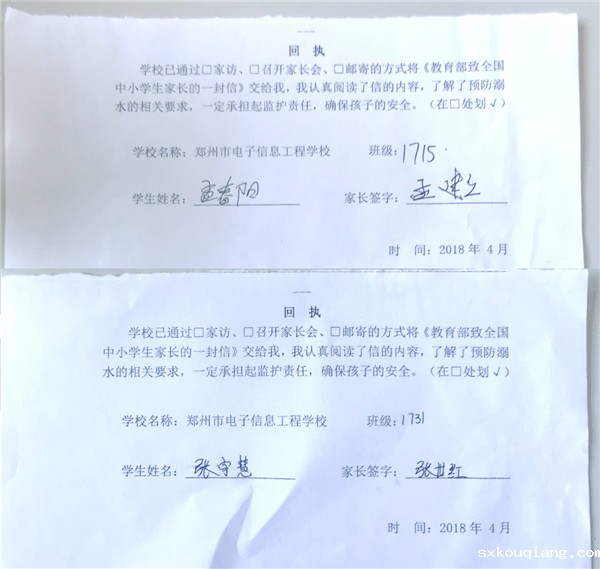 回 执
学校已通过□家访、□召开家长会、□邮寄的方式将《教育部致全国
中小学生家长的一封信》交给我，我认真阅读了信的内容，了解了预防溺
水的相关要求，一定承担起监护责任，确保孩子的安全。（在□处划√）
学校名称：郑州市电子信息工程学校 班级：1715
学生姓名：孟春阳 家长签字：孟建立
时 间：2018 年 4 月
回 执
学校已通过□家访、□召开家长会、□邮寄的方式将《教育部致全国
中小学生家长的一封信》交给我，我认真阅读了信的内容，了解了预防溺
水的相关要求，一定承担起监护责任，确保孩子的安全。（在□处划√）
学校名称：郑州市电子信息工程学校 班级：1731
学生姓名：张宇慧 家长签字：张红
时 间：2018 年 4 月
sxkouqiang.com